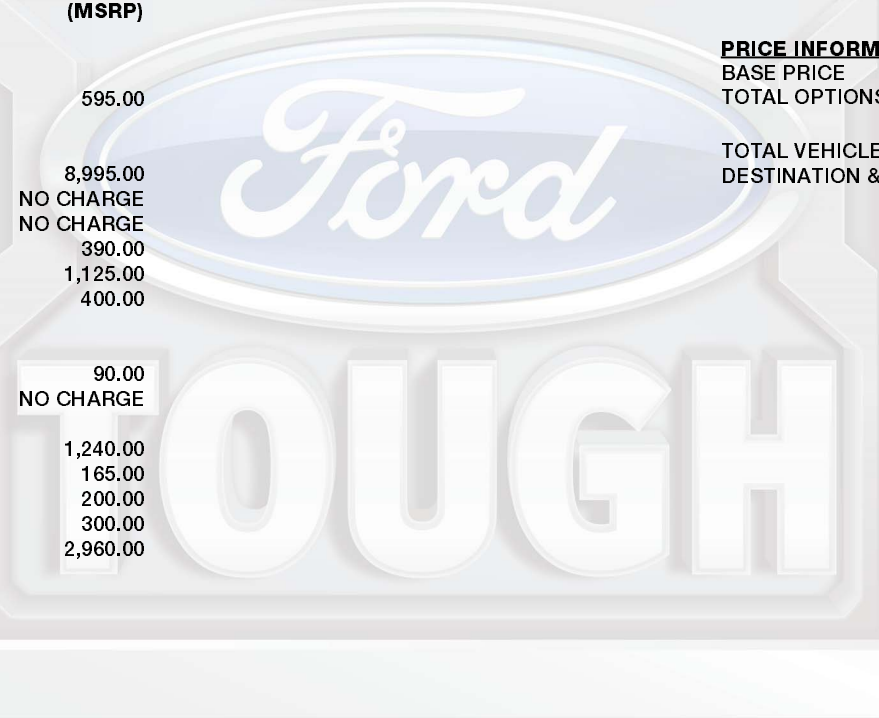 (MSRP)
595.00
8,995.00
NO CHARGE
NO CHARGE
390.00
1,125.00
400.00
90.00
NO CHARGE
1,240.00
165.00
200.00
300.00
2,960.00
PRICE INFORM
BASE PRICE
TOTAL OPTIONS
TOTAL VEHICLE
DESTINATION &
Ford
TOUGH